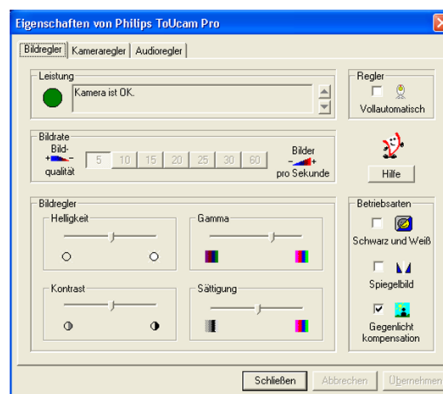 Eigenschaften von Philips ToUcam Pro
Bildregler Kameraregler Audioregler
Leistung
Kamera ist OK.
Regler
Vollautomatisch
Bildrate
Bild-
qualität
5 10 15 20 25 30 60
Bilder
pro Sekunde
Hilfe
Bildregler
Helligkeit
Gamma
Kontrast
Sättigung
Betriebsarten
Schwarz und Weiß
Spiegelbild
Gegenlicht
kompensation
Schließen Abbrechen Übernehmen